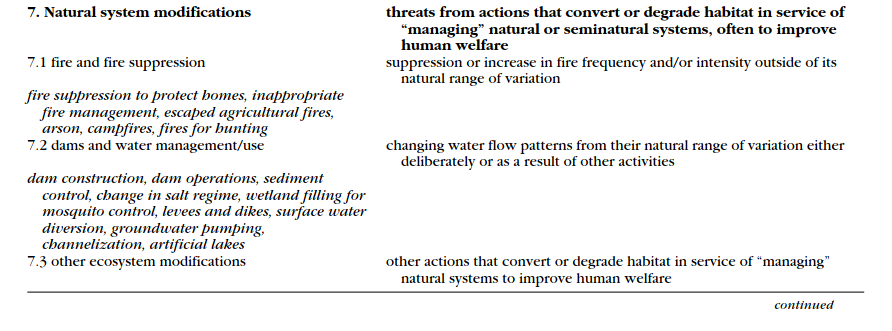 7. Natural system modifications
threats from actions that convert or degrade habitat in service of
“managing” natural or seminatural systems, often to improve
human welfare
7.1 fire and fire suppression
suppression or increase in fire frequency and/or intensity outside of its
natural range of variation
fire suppression to protect homes, inappropriate
fire management, escaped agricultural fires,
arson, campfires, fires for hunting
7.2 dams and water management/use
changing water flow patterns from their natural range of variation either
deliberately or as a result of other activities
dam construction, dam operations, sediment
control, change in salt regime, wetland filling for
mosquito control, levees and dikes, surface water
diversion, groundwater pumping,
channelization, artificial lakes
7.3 other ecosystem modifications
other actions that convert or degrade habitat in service of “managing”
natural systems to improve human welfare
continued